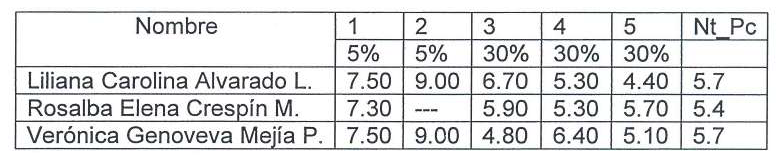 Nombre 1 2 3 4 5 Nt_Pc
5% 5% 30% 30% 30%
Liliana Carolina Alvarado L. 7.50 9.00 6.70 5.30 4.40 5.7
Rosalba Elena Crespín M. 7.30 --- 5.90 5.30 5.70 5.4
Verónica Genoveva Mejía P. 7.50 9.00 4.80 6.40 5.10 5.7